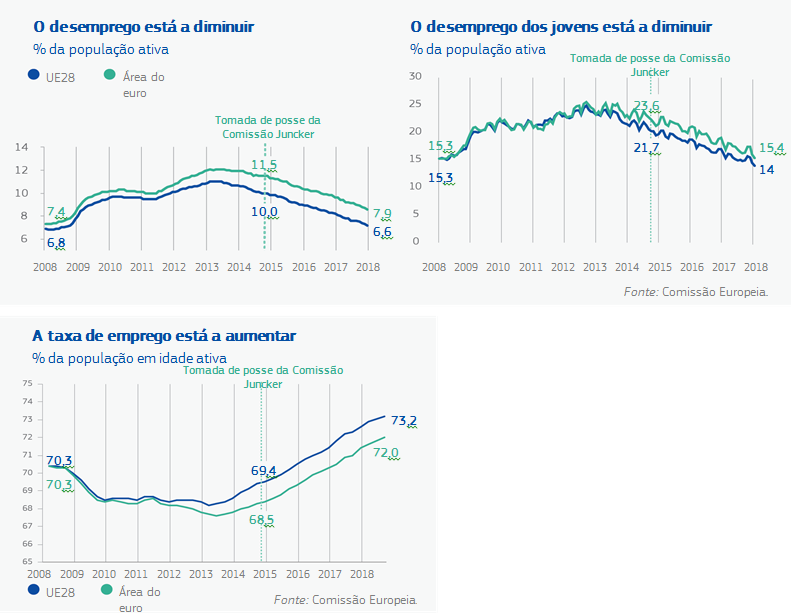 O desemprego está a diminuir
% da população ativa
UE28
Área do
euro
Tomada de posse da
Comissão Juncker
14
12
10
8
6
7,4
6,8
11,5
10,0
7,9
6,6
2008 2009 2010 2011 2012 2013 2014 2015 2016 2017 2018
O desemprego dos jovens está a diminuir
% da população ativa
Tomada de posse da Comissão
Juncker
30
25
20
15
10
5
0
15,3
15,3
23,6
21,7
15,4
14
2008 2009 2010 2011 2012 2013 2014 2015 2016 2017 2018
Fonte: Comissão Europeia.
A taxa de emprego está a aumentar
% da população em idade ativa
Tomada de posse da Comissão
Juncker
75
74
73
72
71
70
69
68
67
66
65
70,3
70,3
69,4
68,5
73,2
72,0
2008 2009 2010 2011 2012 2013 2014 2015 2016 2017 2018
UE28
Área do
euro
Fonte: Comissão Europeia.